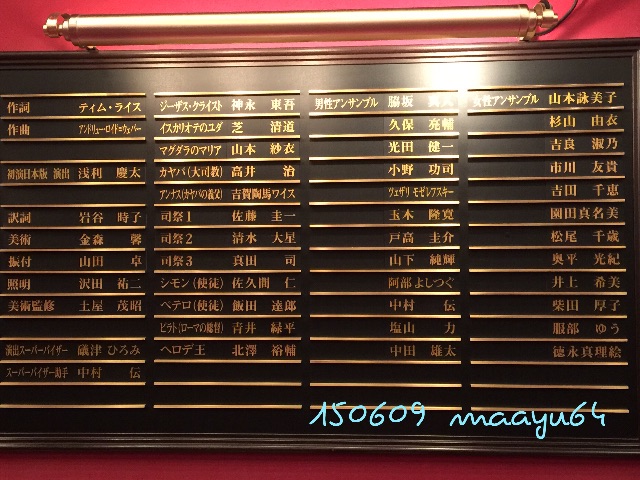 作詞 ティム・ライス
作曲 アンドリュー・ロイド=ウェバー
初演日本版 演出 浅利 慶太
訳詞 岩谷 時子
美術 金森 馨
振付 山田 卓
照明 沢田 祐二
美術監修 土屋 茂昭
演出スーパーバイザー 礒津 ひろみ
スーパーバイザー助手 中村 伝
ジーザス・クライスト 神永 東吾
イスカリオテのユダ 芝 清道
マグダラのマリア 山本 紗衣
カヤパ(大司教) 高井 治
アンナス(カヤパの義父) 吉賀陶馬ワイス
司祭1 佐藤 圭一
司祭2 清水 大星
司祭3 真田 司
シモン(使徒) 佐久間 仁
ペテロ(使徒) 飯田 達郎
ピラト(ローマの総督) 青井 緑平
ヘロデ王 北澤 裕輔
男性アンサンブル 脇坂
久保 亮輔
光田 健一
小野 功司
ツェザリ モゼレフスキー
玉木 隆寛
戸高 圭介
山下 純輝
阿部よしつぐ
中村 伝
塩山 力
中田 雄太
女性アンサンブル 山本詠美子
杉山 由衣
吉良 淑乃
市川 友貴
吉田 千恵
園田真名美
松尾 千歳
奥平 光紀
井上 希美
柴田 厚子
服部 ゆう
徳永真理絵
150609 maayu64